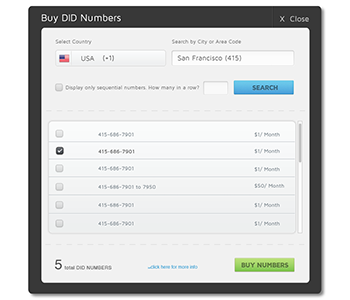 Buy DID Numbers
X Close
Select Country
Search by City or Area Code
USA (+1)
San Francisco (415)
Display only sequential numbers. How many in a row?
SEARCH
415-686-7901 $1/ Month
415-686-7901 $1/ Month
415-686-7901 $1/ Month
415-686-7901 to 7950 $50/ Month
415-686-7901 $1/ Month
415-686-7901 $1/ Month
5 total DID NUMBERS
click here for more info
BUY NUMBERS